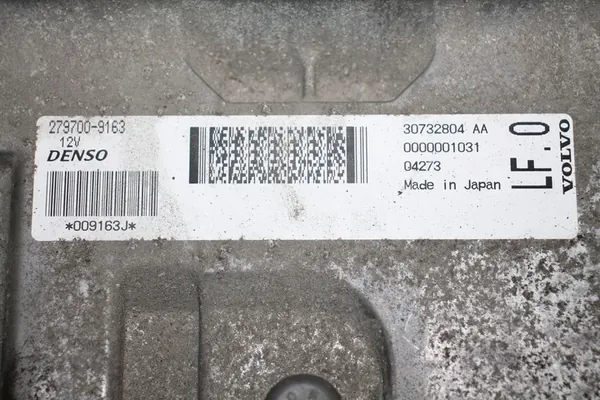 279700-9163
12V
DENSO
*009163J*
30732804 AA
0000001031
04273
Made in Japan
LF.0
VOLVO